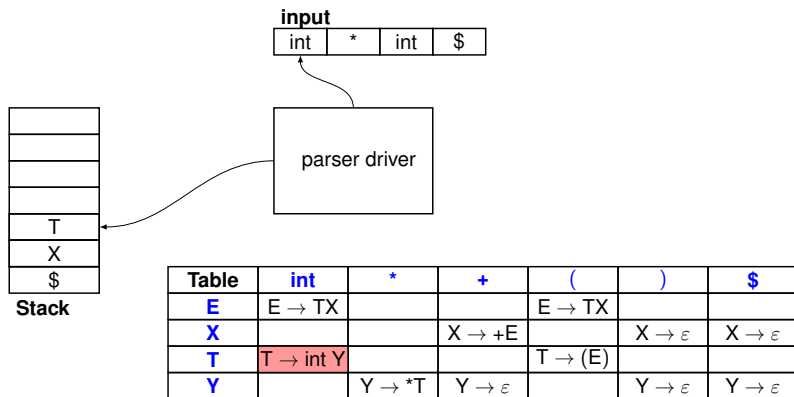 input
int * int $
parser driver
T
X
$
Stack
Table int * + ( ) $
E E → TX E → TX
X X → +E X → ε X → ε
T T → int Y T → (E)
Y Y → *T Y → ε Y → ε Y → ε